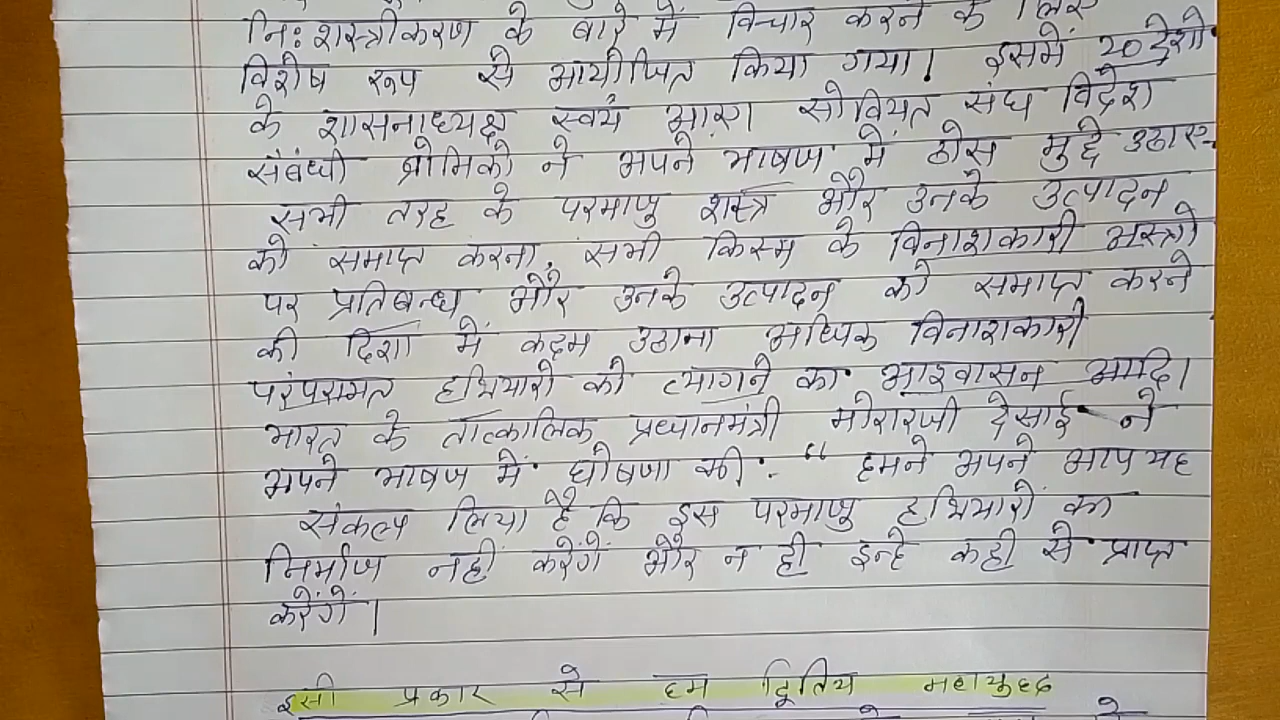 निःशस्त्रीकरण के बारे में विचार करने के लिए
विशेष रूप से आयोजित किया गया। इसमें 20 देशो
के शासनाध्यक्ष स्वयं आए। सोवियत संघ विदेश
संबंधी श्रोमिको ने अपने भाषण में ठोस मुद्दे उठाए-
सभी तरह के परमाणु शस्त्र और उनके उत्पादन
को समाप्त करना, सभी किस्म के विनाशकारी अस्त्रो
पर प्रतिबन्ध और उनके उत्पादन को समाप्त करने
की दिशा में कदम उठाना अधिक विनाशकारी
परंपरागत हथियारो को त्यागने का आश्वासन आदि।
भारत के तात्कालिक प्रधानमंत्री मोरारजी देसाई ने
अपने भाषण में घोषणा की: "हमने अपने आप यह
संकल्प लिया है कि इस परमाणु हथियारों का
निर्माण नहीं करेंगें और न ही इन्हे कही से प्राप्त
करेंगें।
इसी प्रकार से हम द्वितिय महायुद्ध